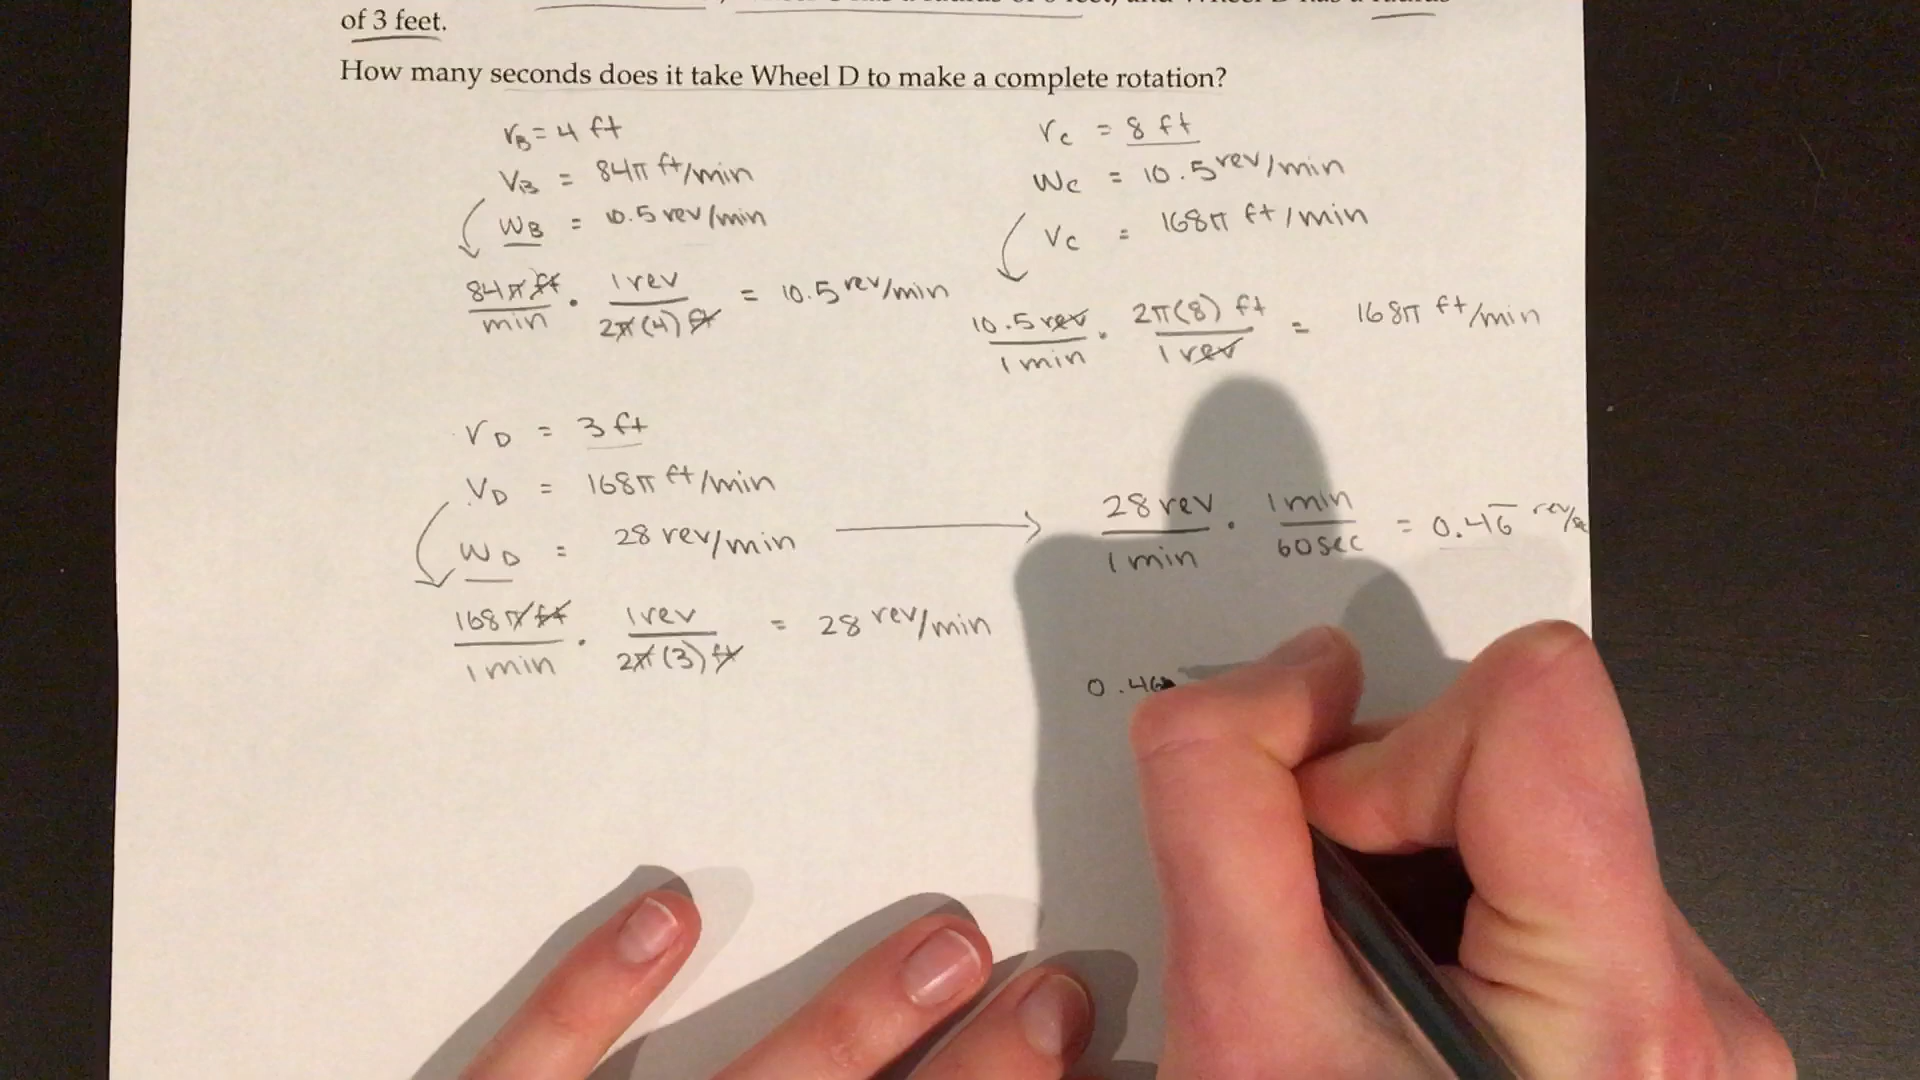 of 3 feet.
How many seconds does it take Wheel D to make a complete rotation?
r_B = 4 ft
V_B = 84π ft/min
w_B = 10.5 rev/min
84π ft/min · 1 rev/2π(4) ft = 10.5 rev/min
r_C = 8 ft
w_C = 10.5 rev/min
V_C = 168π ft/min
10.5 rev/1 min · 2π(8) ft/1 rev = 168π ft/min
r_D = 3 ft
V_D = 168π ft/min
w_D = 28 rev/min
168π ft/1 min · 1 rev/2π(3) ft = 28 rev/min
28 rev/1 min · 1 min/60 sec = 0.46̅ rev/sec
0.46